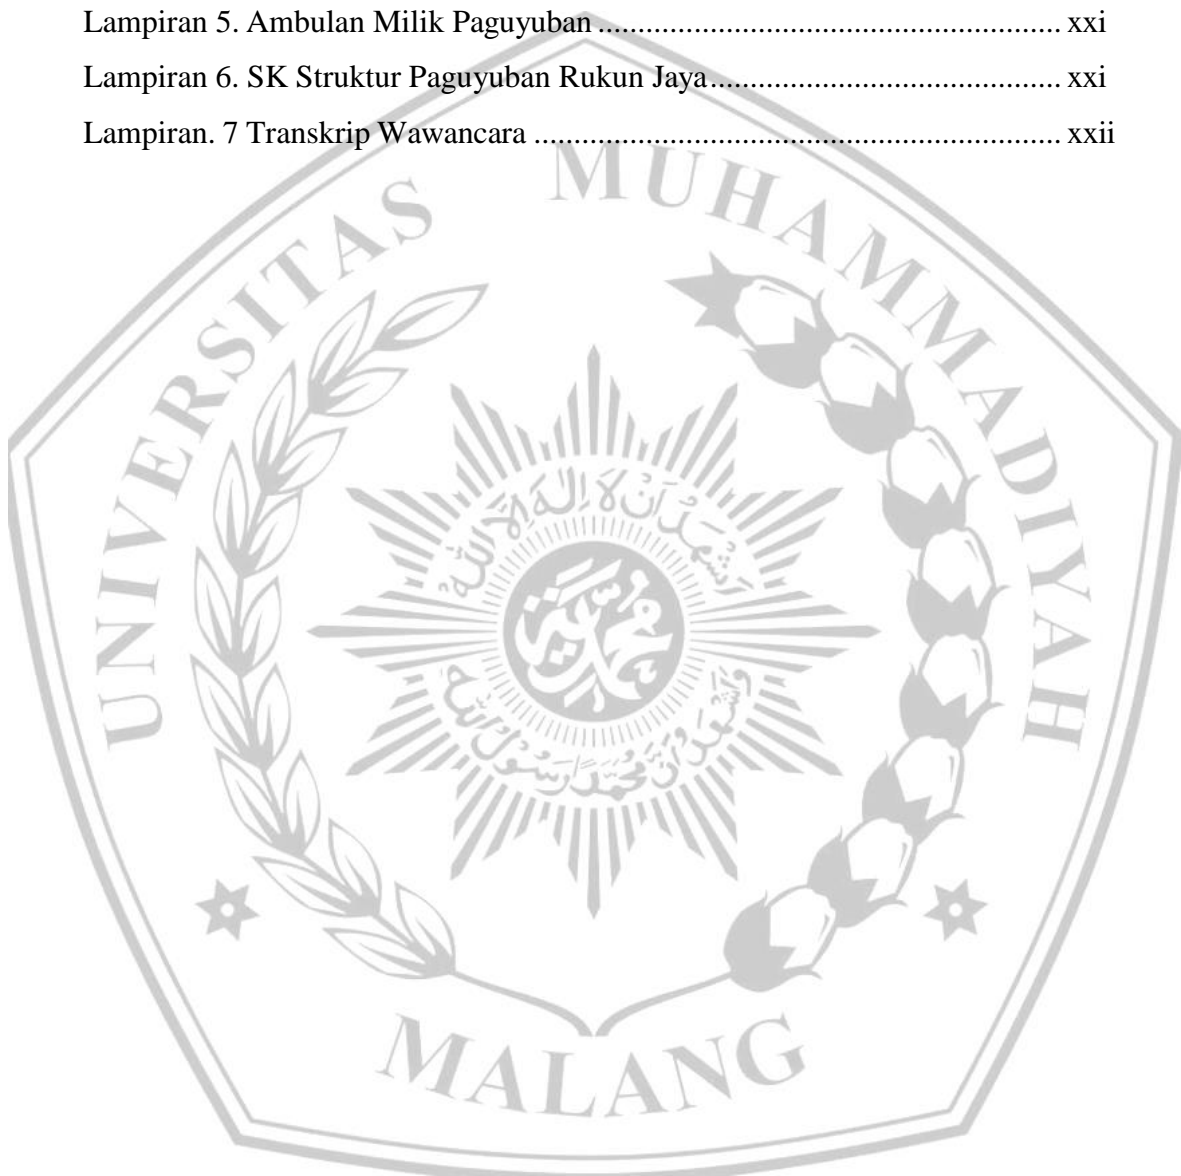 Lampiran 5. Ambulan Milik Paguyuban ........................................................... xxi
Lampiran 6. SK Struktur Paguyuban Rukun Jaya............................................ xxi
Lampiran. 7 Transkrip Wawancara .................................................................. xxii
UNIVERSITAS MUHAMMADIYAH
MALANG